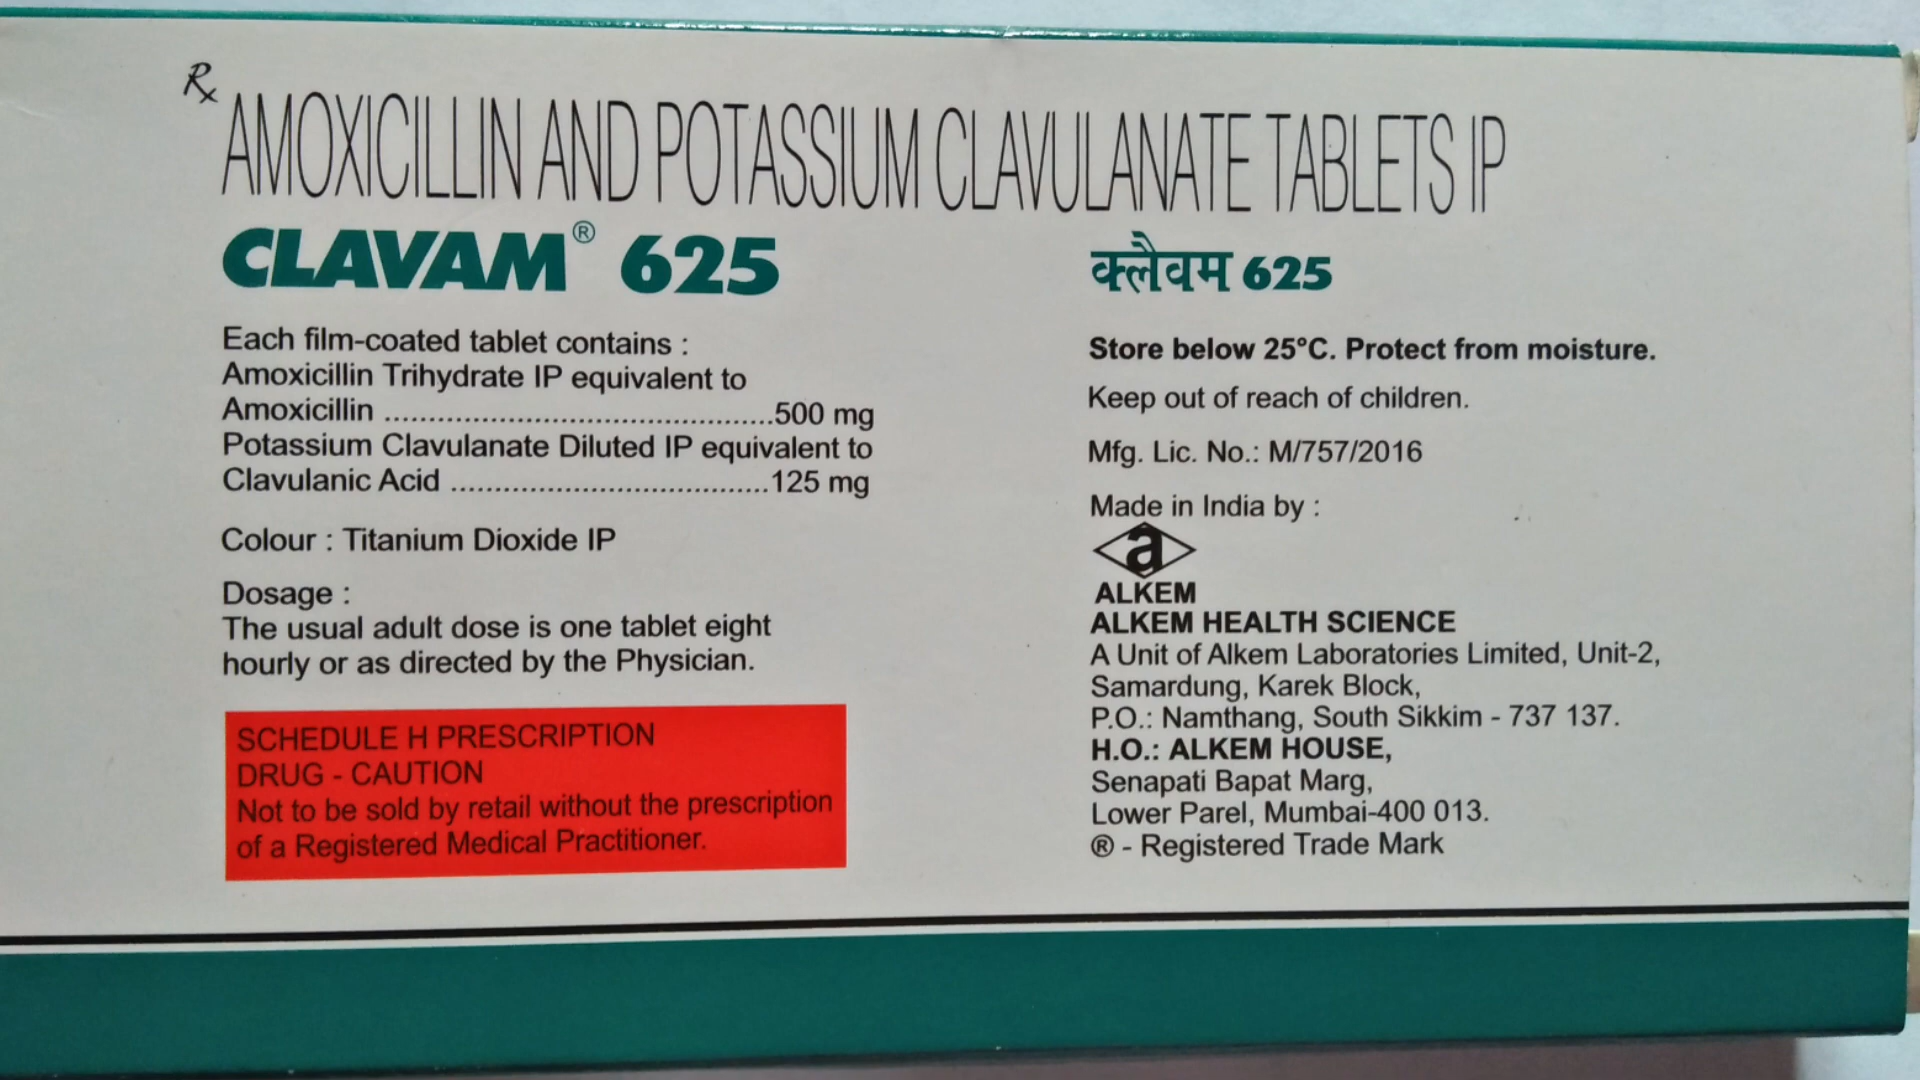 Rx
AMOXICILLIN AND POTASSIUM CLAVULANATE TABLETS IP
CLAVAM® 625
Each film-coated tablet contains :
Amoxicillin Trihydrate IP equivalent to
Amoxicillin ............................................500 mg
Potassium Clavulanate Diluted IP equivalent to
Clavulanic Acid ....................................125 mg
Colour : Titanium Dioxide IP
Dosage :
The usual adult dose is one tablet eight
hourly or as directed by the Physician.
SCHEDULE H PRESCRIPTION
DRUG - CAUTION
Not to be sold by retail without the prescription
of a Registered Medical Practitioner.
क्लैवम 625
Store below 25°C. Protect from moisture.
Keep out of reach of children.
Mfg. Lic. No.: M/757/2016
Made in India by :
a
ALKEM
ALKEM HEALTH SCIENCE
A Unit of Alkem Laboratories Limited, Unit-2,
Samardung, Karek Block,
P.O.: Namthang, South Sikkim - 737 137.
H.O.: ALKEM HOUSE,
Senapati Bapat Marg,
Lower Parel, Mumbai-400 013.
® - Registered Trade Mark